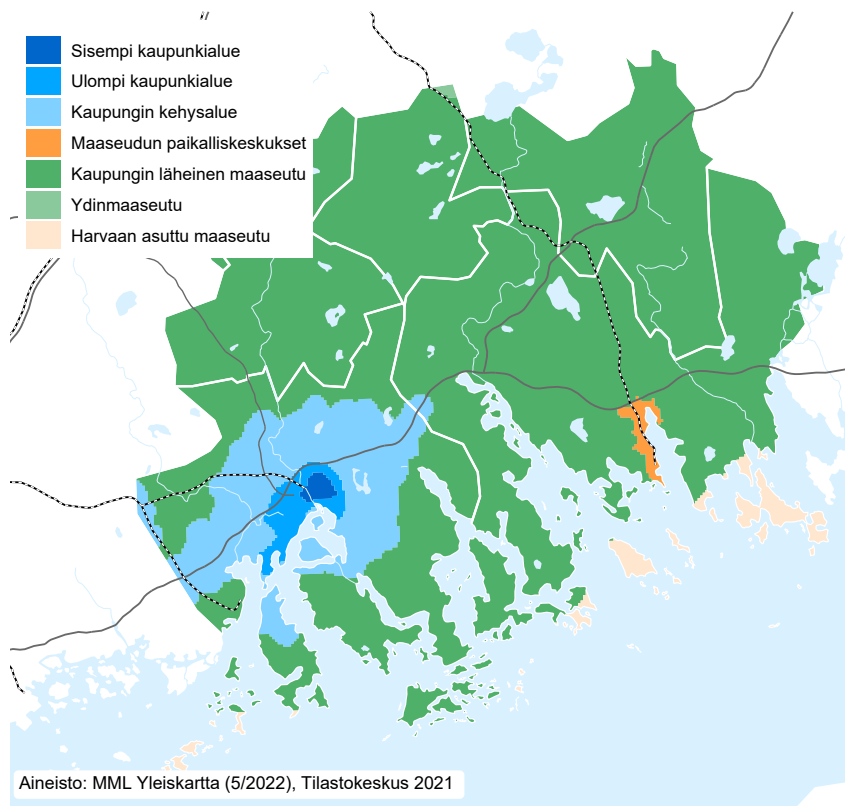 Sisempi kaupunkialue
Ulompi kaupunkialue
Kaupungin kehysalue
Maaseudun paikalliskeskukset
Kaupungin läheinen maaseutu
Ydinmaaseutu
Harvaan asuttu maaseutu
Aineisto: MML Yleiskartta (5/2022), Tilastokeskus 2021